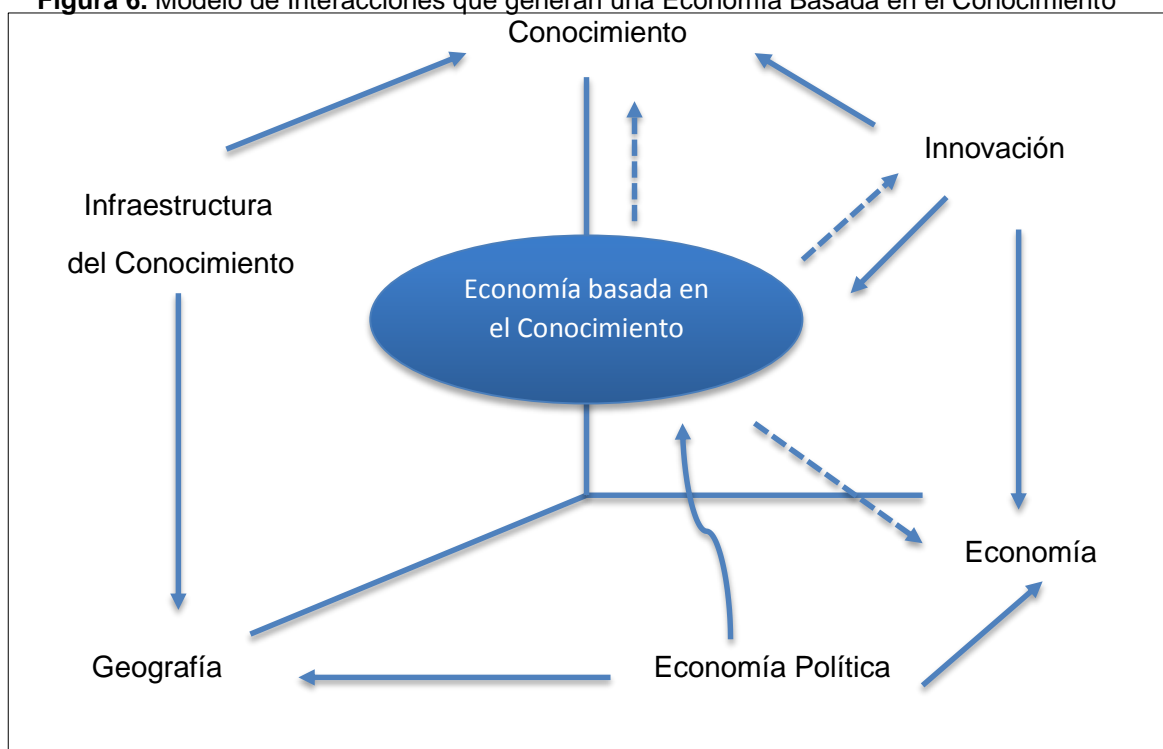 Figura 6. Modelo de Interacciones que generan una Economía Basada en el Conocimiento
Conocimiento
Innovación
Infraestructura
del Conocimiento
Economía basada en
el Conocimiento
Economía
Geografía
Economía Política